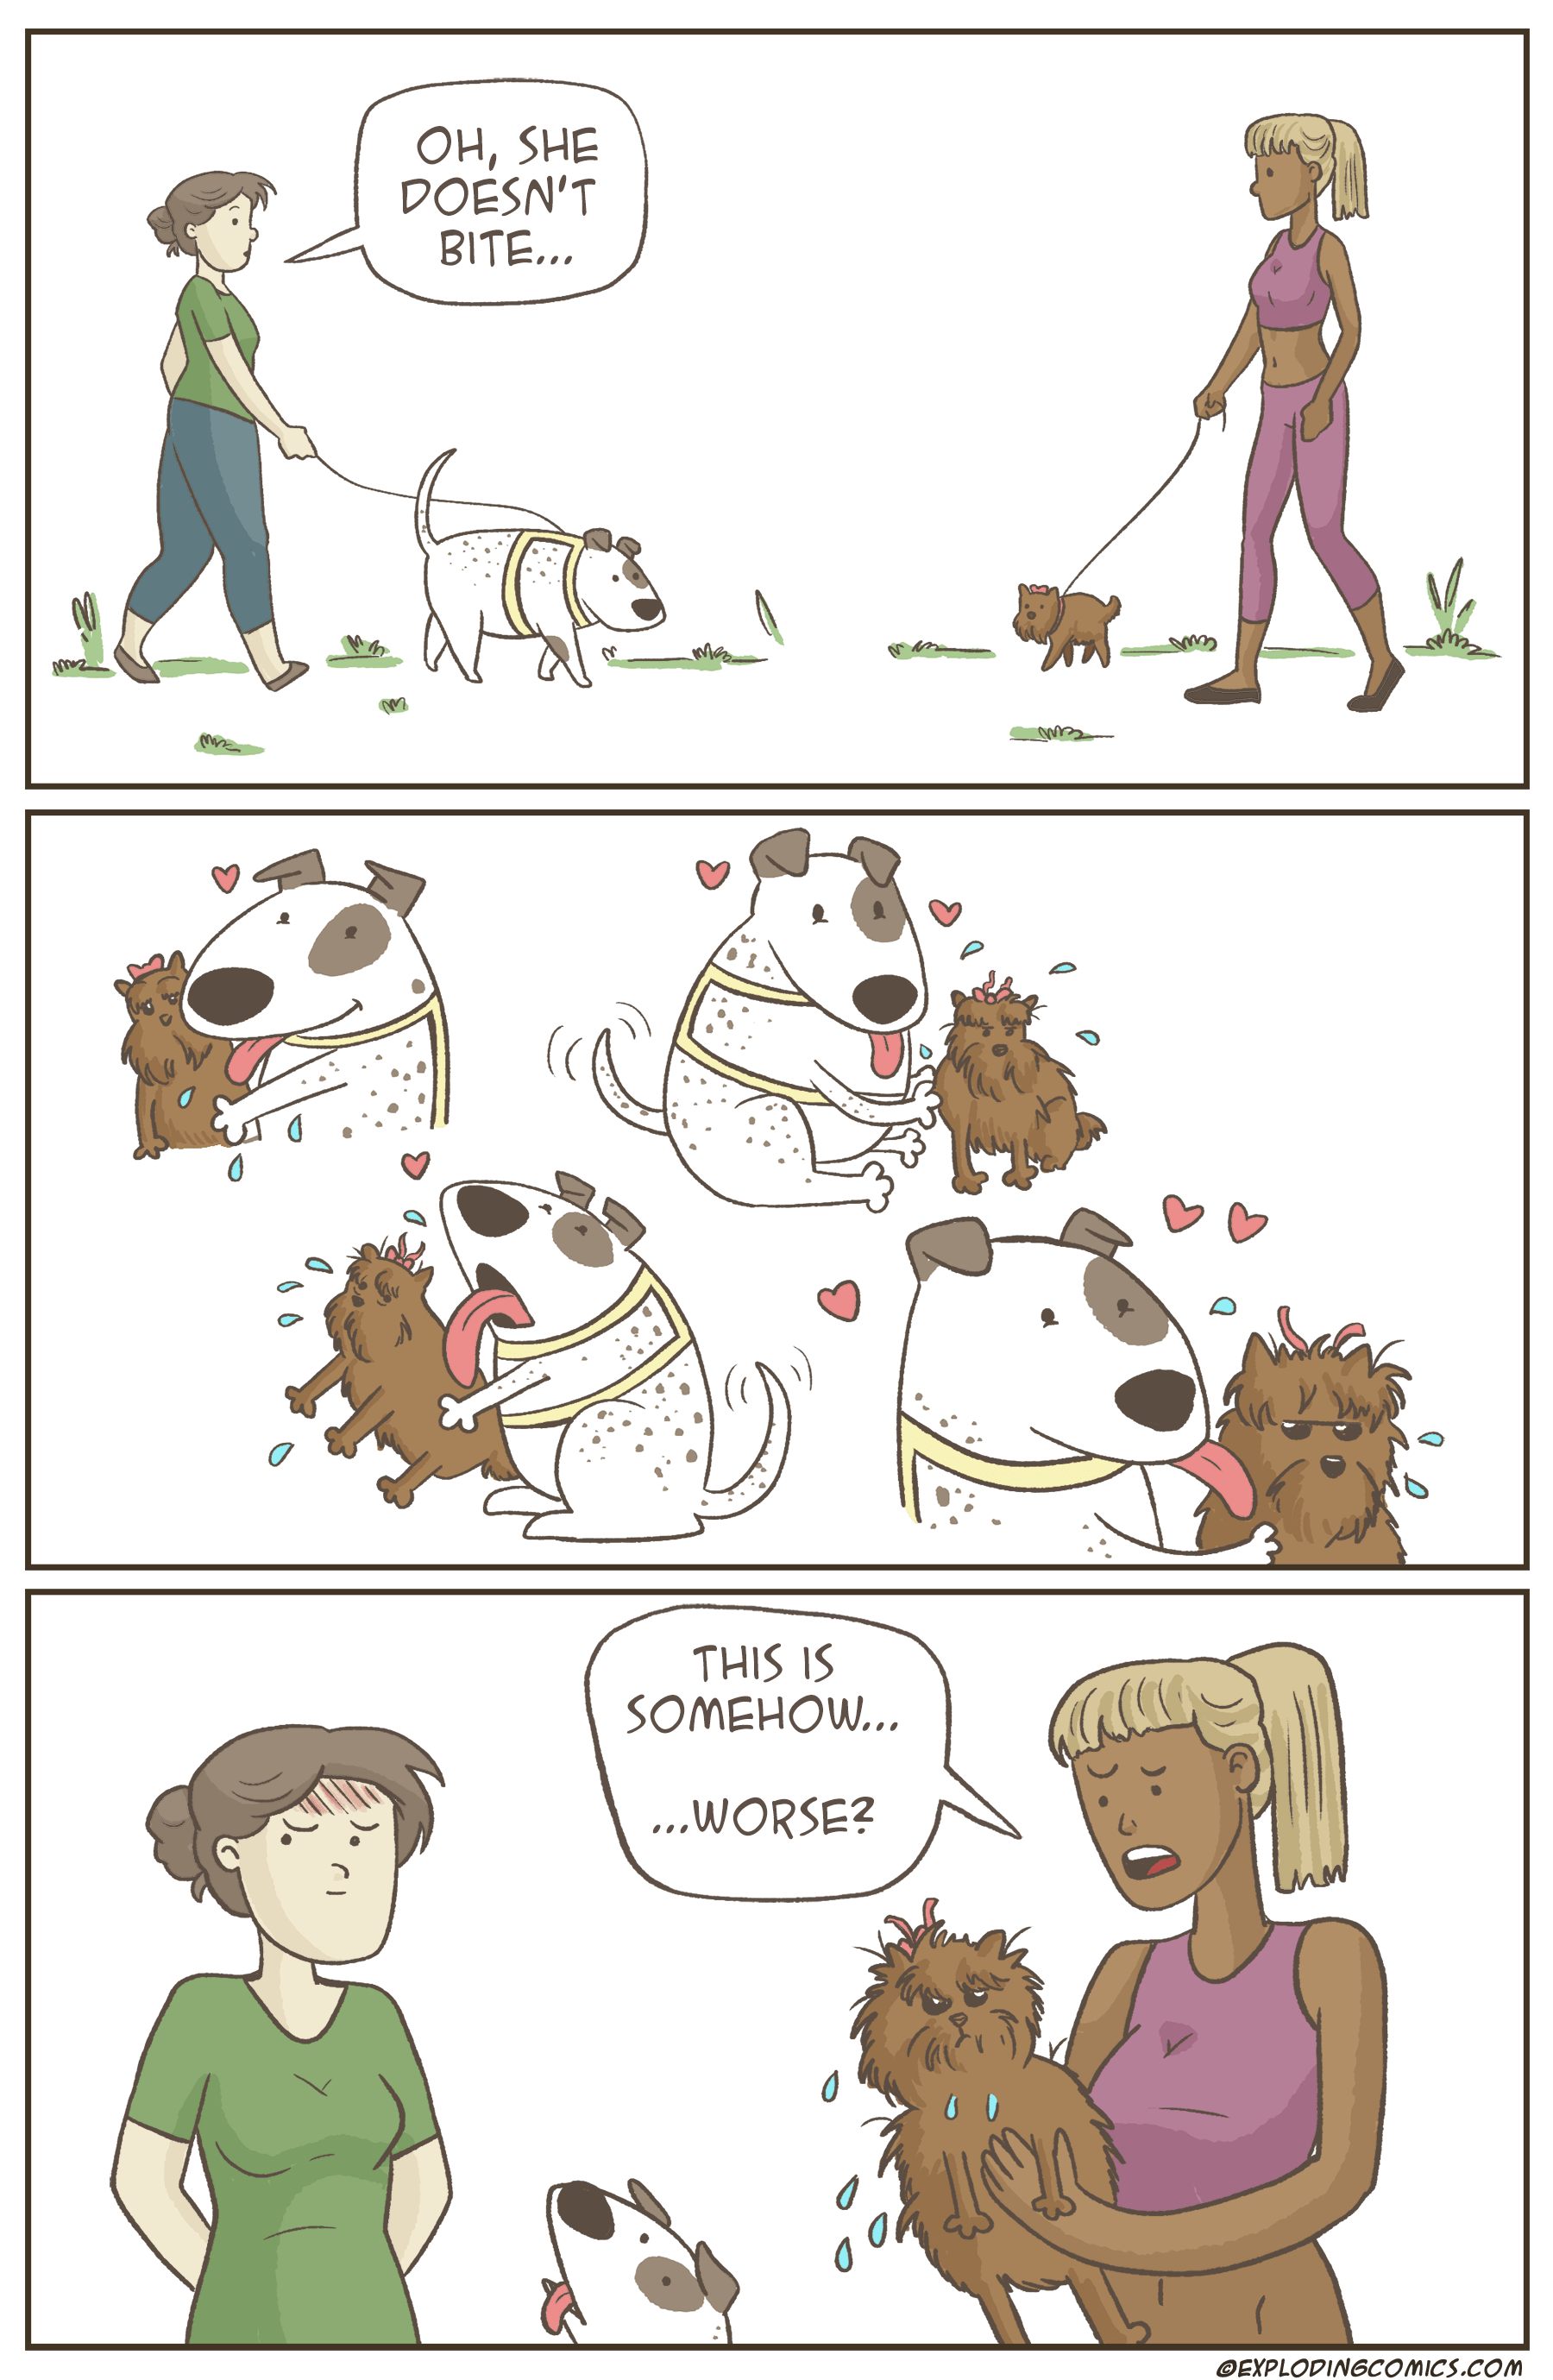 OH, SHE
DOESN'T
BITE...
THIS IS
SOMEHOW...
...WORSE?
©EXPLODINGCOMICS.COM